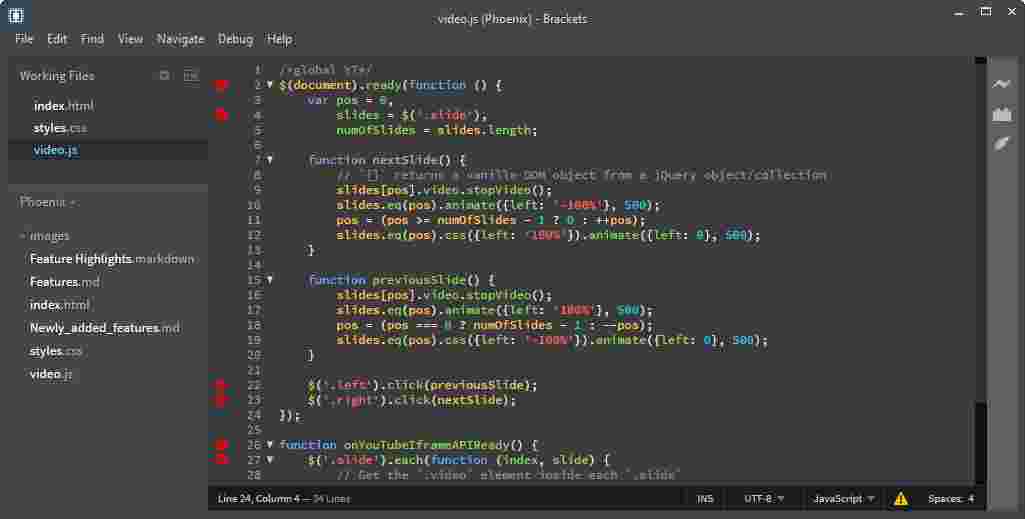 video.js (Phoenix) - Brackets
File Edit Find View Navigate Debug Help
Working Files
index.html
styles.css
video.js
Phoenix
images
Feature Highlights.markdown
Features.md
index.html
Newly_added_features.md
styles.css
video.js
1 /*global YT*/
2 $(document).ready(function () {
3 var pos = 0,
4 slides = $('.slide'),
5 numOfSlides = slides.length;
6
7 function nextSlide() {
8 // `[]` returns a vanilla DOM object from a jQuery object/collection
9 slides[pos].video.stopVideo();
10 slides.eq(pos).animate({left: '-100%'}, 500);
11 pos = (pos >= numOfSlides - 1 ? 0 : ++pos);
12 slides.eq(pos).css({left: '100%'}).animate({left: 0}, 500);
13 }
14
15 function previousSlide() {
16 slides[pos].video.stopVideo();
17 slides.eq(pos).animate({left: '100%'}, 500);
18 pos = (pos === 0 ? numOfSlides - 1 : --pos);
19 slides.eq(pos).css({left: '-100%'}).animate({left: 0}, 500);
20 }
21
22 $('.left').click(previousSlide);
23 $('.right').click(nextSlide);
24 });
25
26 function onYouTubeIframeAPIReady() {
27 $('.slide').each(function (index, slide) {
28 // Get the `.video` element inside each `.slide`
Line 24, Column 4 — 34 Lines INS UTF-8 JavaScript Spaces: 4